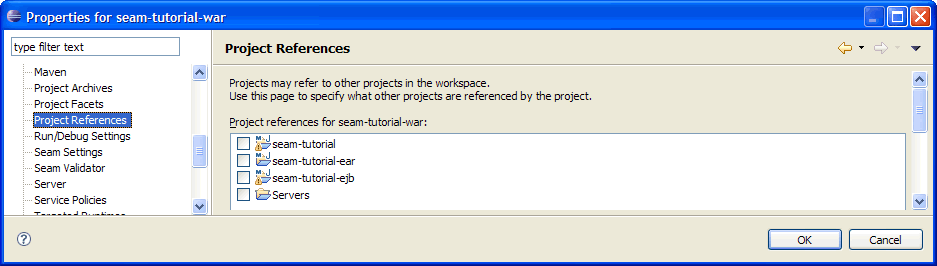 Properties for seam-tutorial-war
type filter text
Maven
Project Archives
Project Facets
Project References
Run/Debug Settings
Seam Settings
Seam Validator
Server
Service Policies
Targeted Runtimes
Project References
Projects may refer to other projects in the workspace.
Use this page to specify what other projects are referenced by the project.
Project references for seam-tutorial-war:
seam-tutorial
seam-tutorial-ear
seam-tutorial-ejb
Servers
?
OK
Cancel